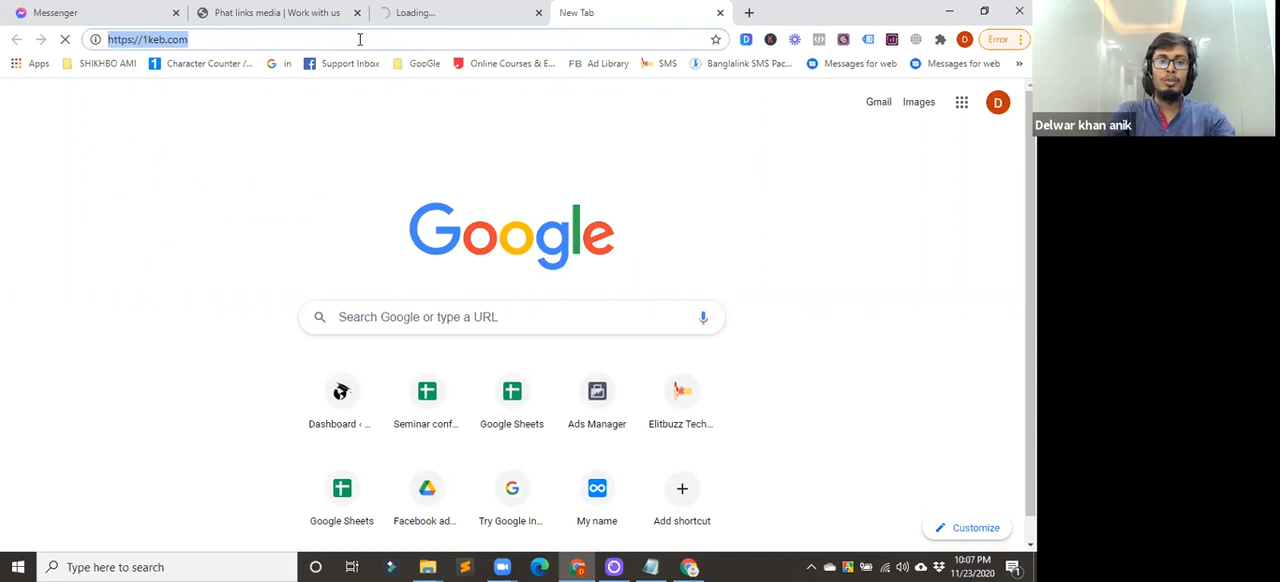 Messenger
Phat links media | Work with us
Loading...
New Tab
https://1keb.com
D
Error
Apps
SHIKHBO AMI
Character Counter /...
in
Support Inbox
GooGle
Online Courses & E...
FB Ad Library
SMS
Banglalink SMS Pac...
Messages for web
Messages for web
»
Gmail
Images
D
Delwar khan anik
Google
Search Google or type a URL
Dashboard ‹ ...
Seminar conf...
Google Sheets
Ads Manager
Elitbuzz Tech...
Google Sheets
Facebook ad...
Try Google In...
My name
Add shortcut
Customize
Type here to search
10:07 PM
11/23/2020